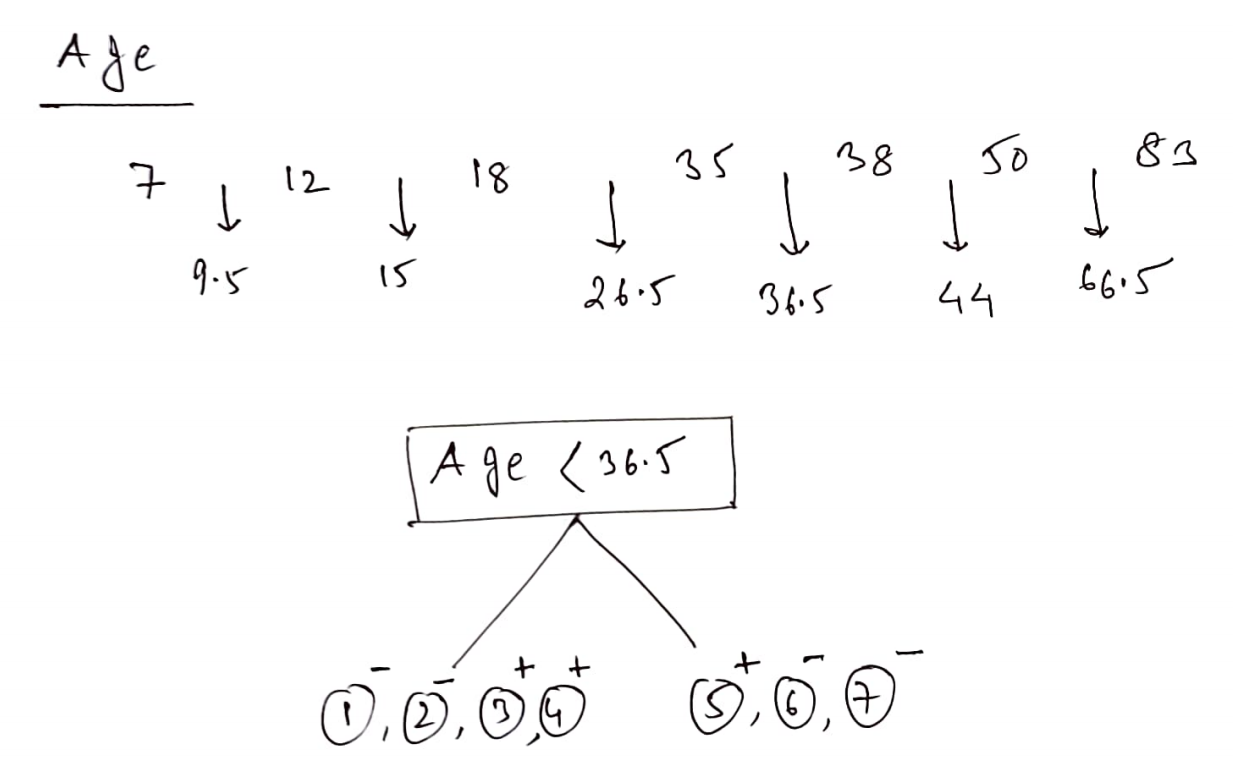 Age
7 ↓ 12 ↓ 18 ↓ 35 ↓ 38 ↓ 50 ↓ 83
9.5 15 26.5 36.5 44 66.5
Age < 36.5
①⁻, ②⁻, ③⁺, ④⁺ ⑤⁺, ⑥⁻, ⑦⁻